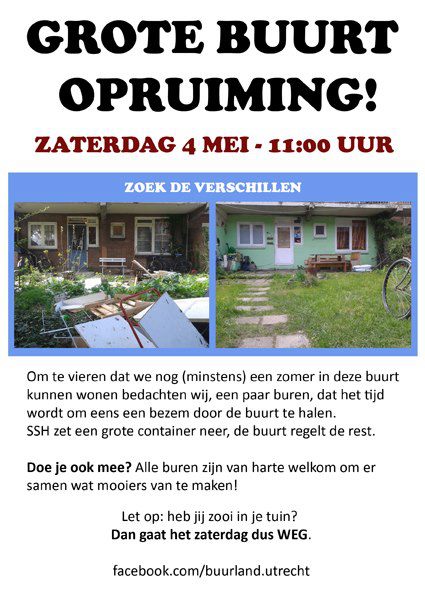 GROTE BUURT
OPRUIMING!
ZATERDAG 4 MEI - 11:00 UUR
ZOEK DE VERSCHILLEN
Om te vieren dat we nog (minstens) een zomer in deze buurt
kunnen wonen bedachten wij, een paar buren, dat het tijd
wordt om eens een bezem door de buurt te halen.
SSH zet een grote container neer, de buurt regelt de rest.
Doe je ook mee? Alle buren zijn van harte welkom om er
samen wat mooiers van te maken!
Let op: heb jij zooi in je tuin?
Dan gaat het zaterdag dus WEG.
facebook.com/buurland.utrecht